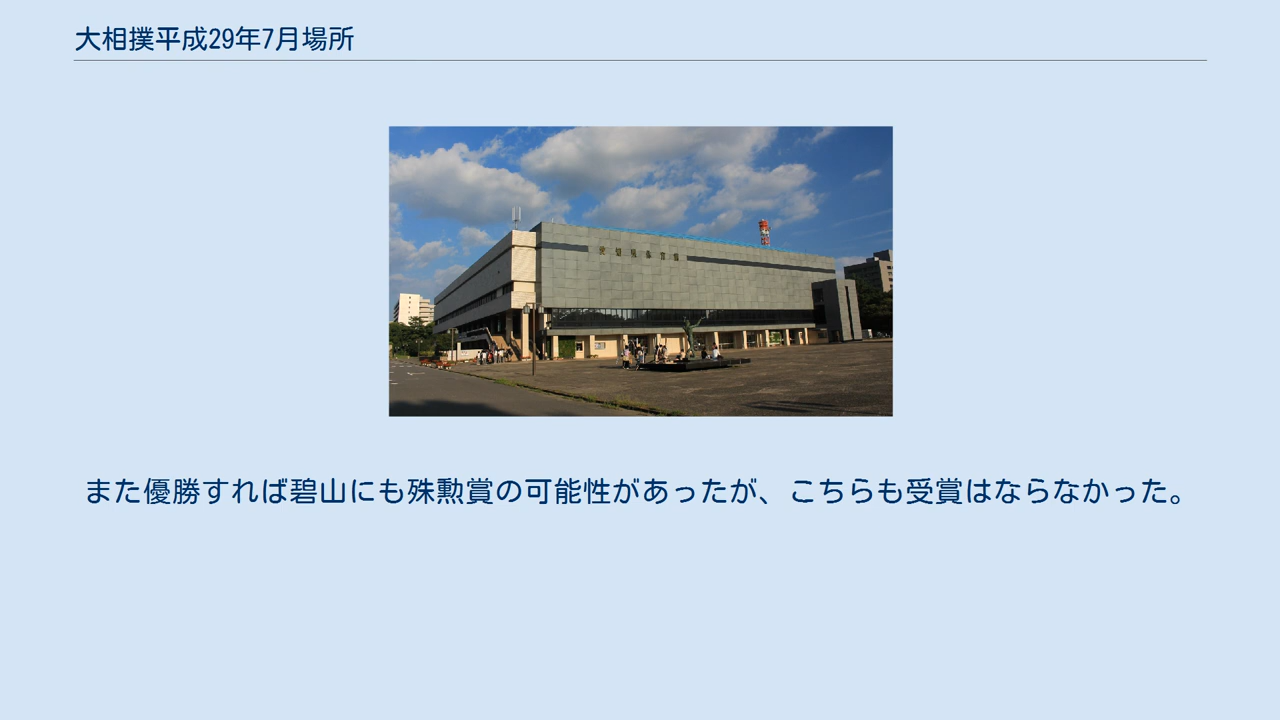 大相撲平成29年7月場所
また優勝すれば碧山にも殊勲賞の可能性があったが、こちらも受賞はならなかった。